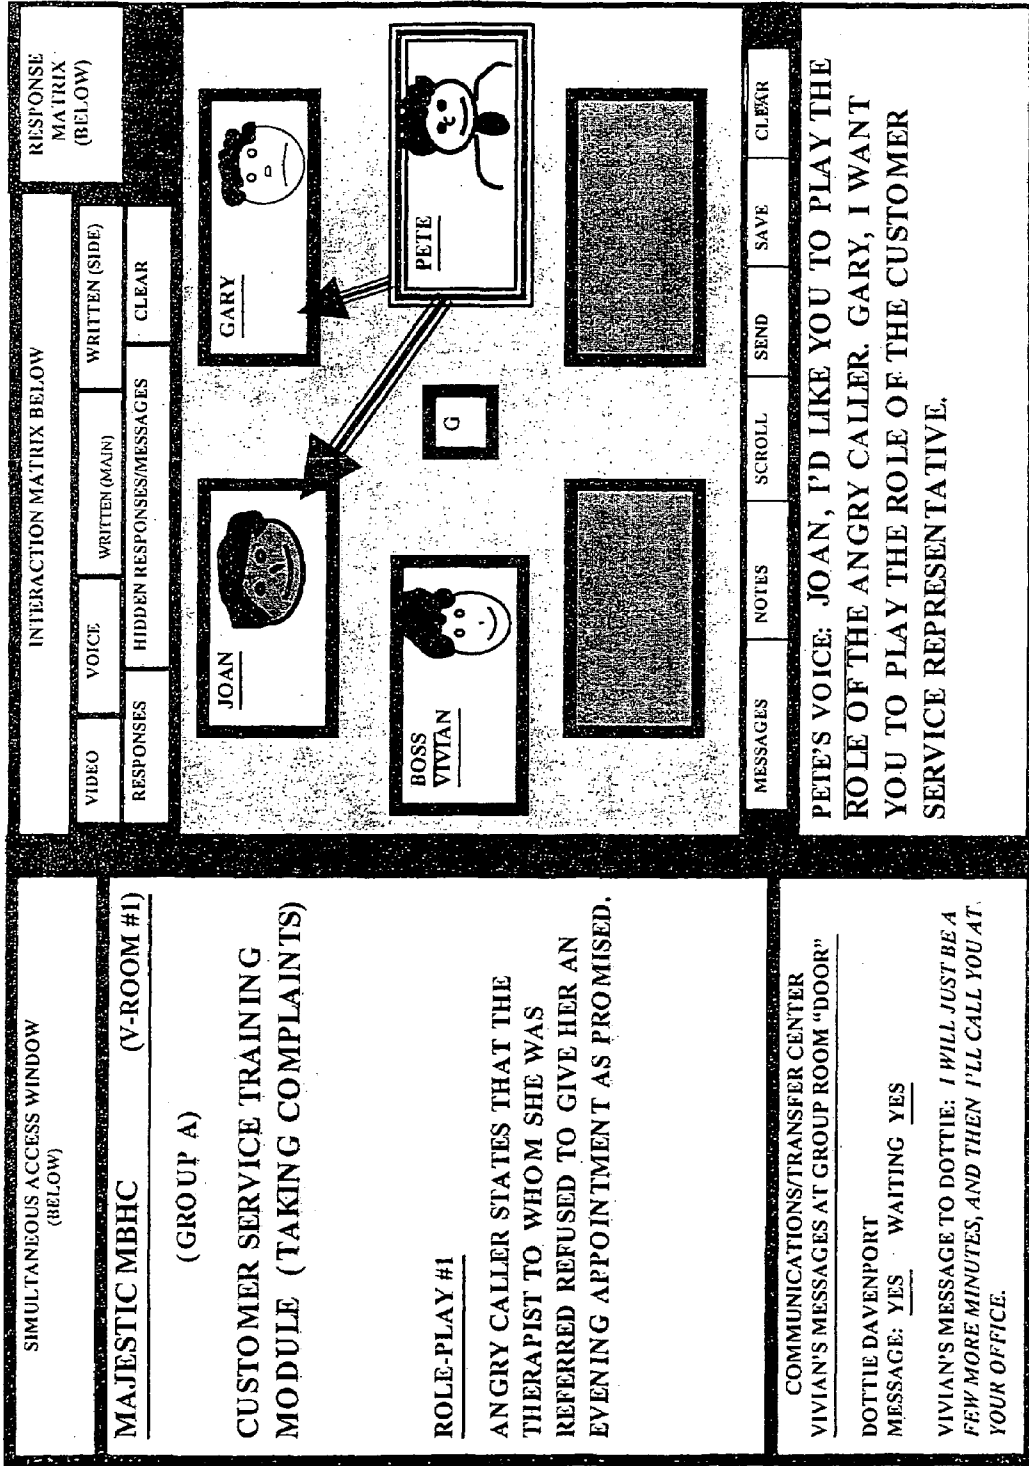 SIMULTANEOUS ACCESS WINDOW
(BELOW)
MAJESTIC MBHC (V-ROOM #1)
(GROUP A)
CUSTOMER SERVICE TRAINING
MODULE (TAKING COMPLAINTS)
ROLE-PLAY #1
ANGRY CALLER STATES THAT THE
THERAPIST TO WHOM SHE WAS
REFERRED REFUSED TO GIVE HER AN
EVENING APPOINTMENT AS PROMISED.
COMMUNICATIONS/TRANSFER CENTER
VIVIAN'S MESSAGES AT GROUP ROOM "DOOR"
DOTTIE DAVENPORT
MESSAGE: YES WAITING YES
VIVIAN'S MESSAGE TO DOTTIE: I WILL JUST BE A
FEW MORE MINUTES, AND THEN I'LL CALL YOU AT
YOUR OFFICE.
INTERACTION MATRIX BELOW
RESPONSE
MATRIX
(BELOW)
VIDEO VOICE WRITTEN (MAIN) WRITTEN (SIDE)
RESPONSES HIDDEN RESPONSES/MESSAGES CLEAR
JOAN
GARY
BOSS
VIVIAN
G
PETE
MESSAGES NOTES SCROLL SEND SAVE CLEAR
PETE'S VOICE: JOAN, I'D LIKE YOU TO PLAY THE
ROLE OF THE ANGRY CALLER. GARY, I WANT
YOU TO PLAY THE ROLE OF THE CUSTOMER
SERVICE REPRESENTATIVE.